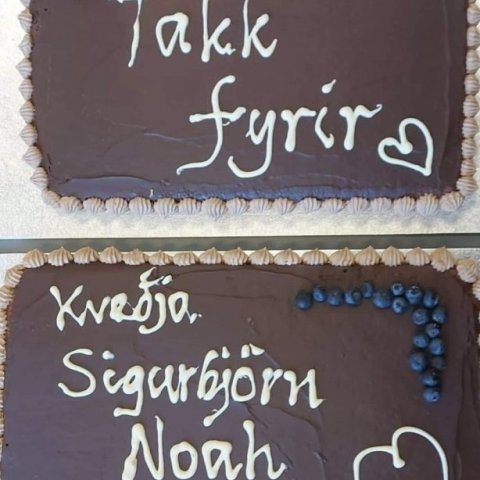 Takk
fyrir
Kveðja
Sigurbjörn
Noah